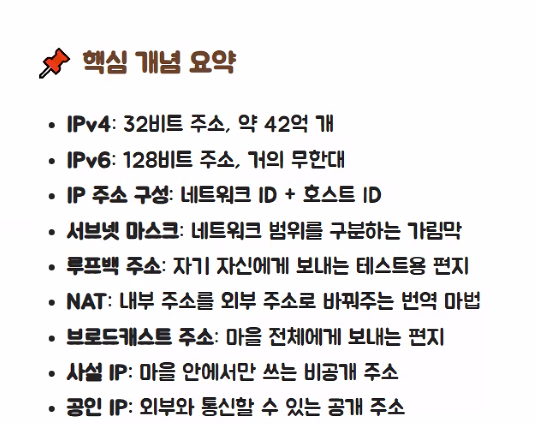 📌 핵심 개념 요약
• IPv4: 32비트 주소, 약 42억 개
• IPv6: 128비트 주소, 거의 무한대
• IP 주소 구성: 네트워크 ID + 호스트 ID
• 서브넷 마스크: 네트워크 범위를 구분하는 가림막
• 루프백 주소: 자기 자신에게 보내는 테스트용 편지
• NAT: 내부 주소를 외부 주소로 바꿔주는 번역 마법
• 브로드캐스트 주소: 마을 전체에게 보내는 편지
• 사설 IP: 마을 안에서만 쓰는 비공개 주소
• 공인 IP: 외부와 통신할 수 있는 공개 주소